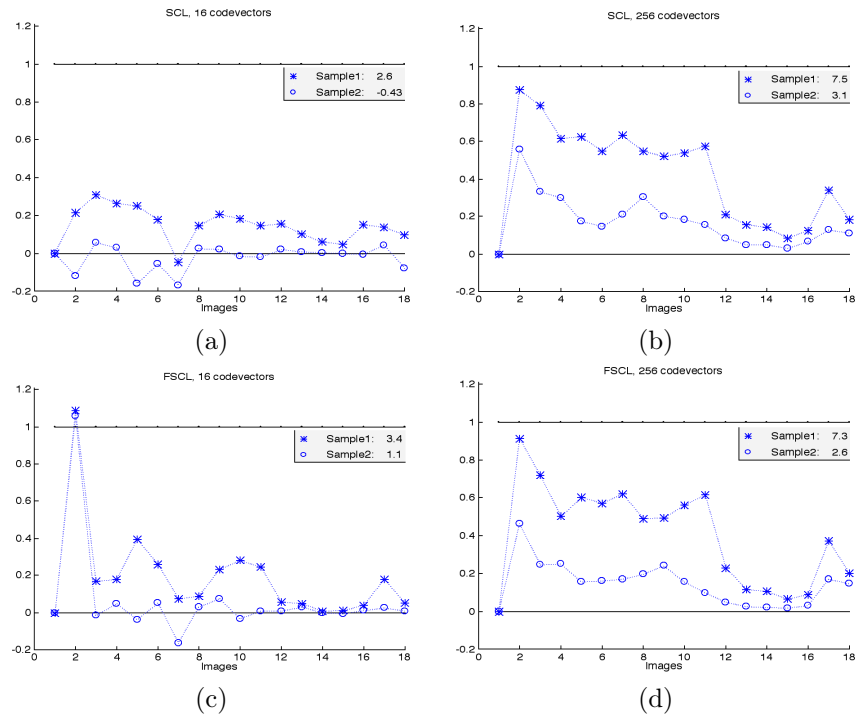 SCL, 16 codevectors
1.2
1
0.8
0.6
0.4
0.2
0
-0.2
Sample1: 2.6
Sample2: -0.43
0 2 4 6 8 10 12 14 16 18
Images
(a)
SCL, 256 codevectors
1.2
1
0.8
0.6
0.4
0.2
0
-0.2
Sample1: 7.5
Sample2: 3.1
0 2 4 6 8 10 12 14 16 18
Images
(b)
FSCL, 16 codevectors
1.2
1
0.8
0.6
0.4
0.2
0
-0.2
Sample1: 3.4
Sample2: 1.1
0 2 4 6 8 10 12 14 16 18
Images
(c)
FSCL, 256 codevectors
1.2
1
0.8
0.6
0.4
0.2
0
-0.2
Sample1: 7.3
Sample2: 2.6
0 2 4 6 8 10 12 14 16 18
Images
(d)